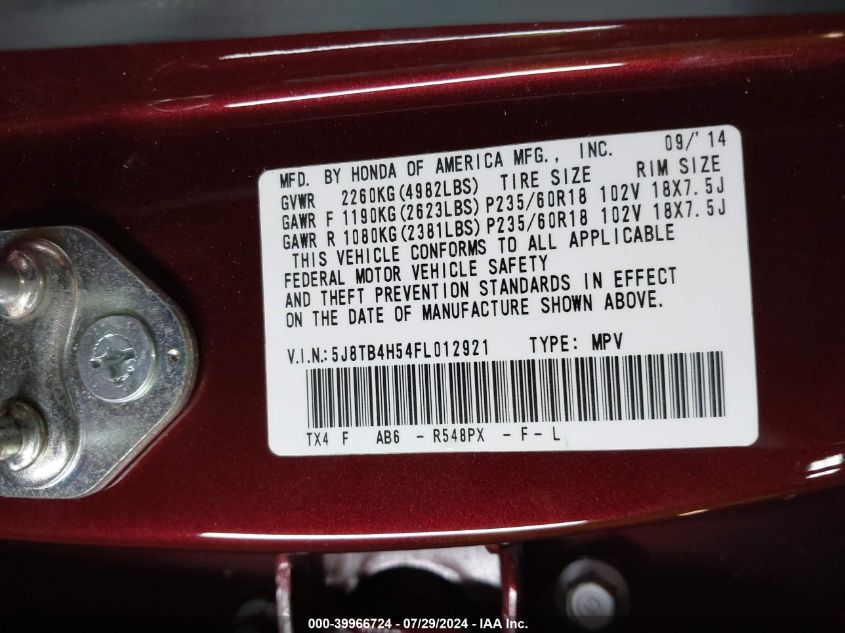 MFD. BY HONDA OF AMERICA MFG., INC. 09/'14
GVWR 2260KG(4982LBS) TIRE SIZE RIM SIZE
GAWR F 1190KG(2623LBS) P235/60R18 102V 18X7.5J
GAWR R 1080KG(2381LBS) P235/60R18 102V 18X7.5J
THIS VEHICLE CONFORMS TO ALL APPLICABLE
FEDERAL MOTOR VEHICLE SAFETY
AND THEFT PREVENTION STANDARDS IN EFFECT
ON THE DATE OF MANUFACTURE SHOWN ABOVE.
V.I.N.: 5J8TB4H54FL012921 TYPE: MPV
TX4 F AB6 - R548PX - F - L
000-39966724 / 07/29/2024 - IAA Inc.